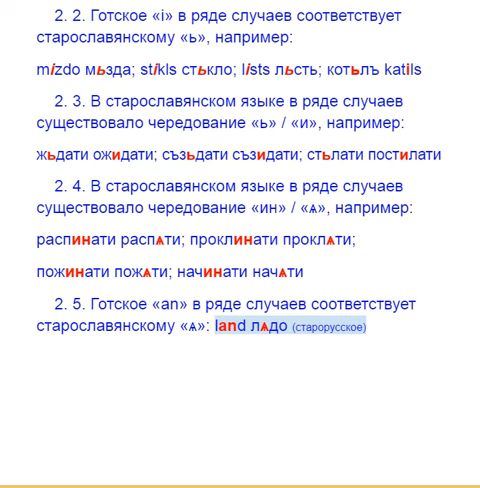 2. 2. Готское «i» в ряде случаев соответствует
старославянскому «ь», например:
mizdo мьзда; stikls стькло; lists льсть; котьлъ katils
2. 3. В старославянском языке в ряде случаев
существовало чередование «ь» / «и», например:
жьдати ожидати; съзьдати съзидати; стьлати постилати
2. 4. В старославянском языке в ряде случаев
существовало чередование «ин» / «ѧ», например:
распинати распѧти; проклинати проклѧти;
пожинати пожѧти; начинати начѧти
2. 5. Готское «an» в ряде случаев соответствует
старославянскому «ѧ»: land лѧдо (старорусское)